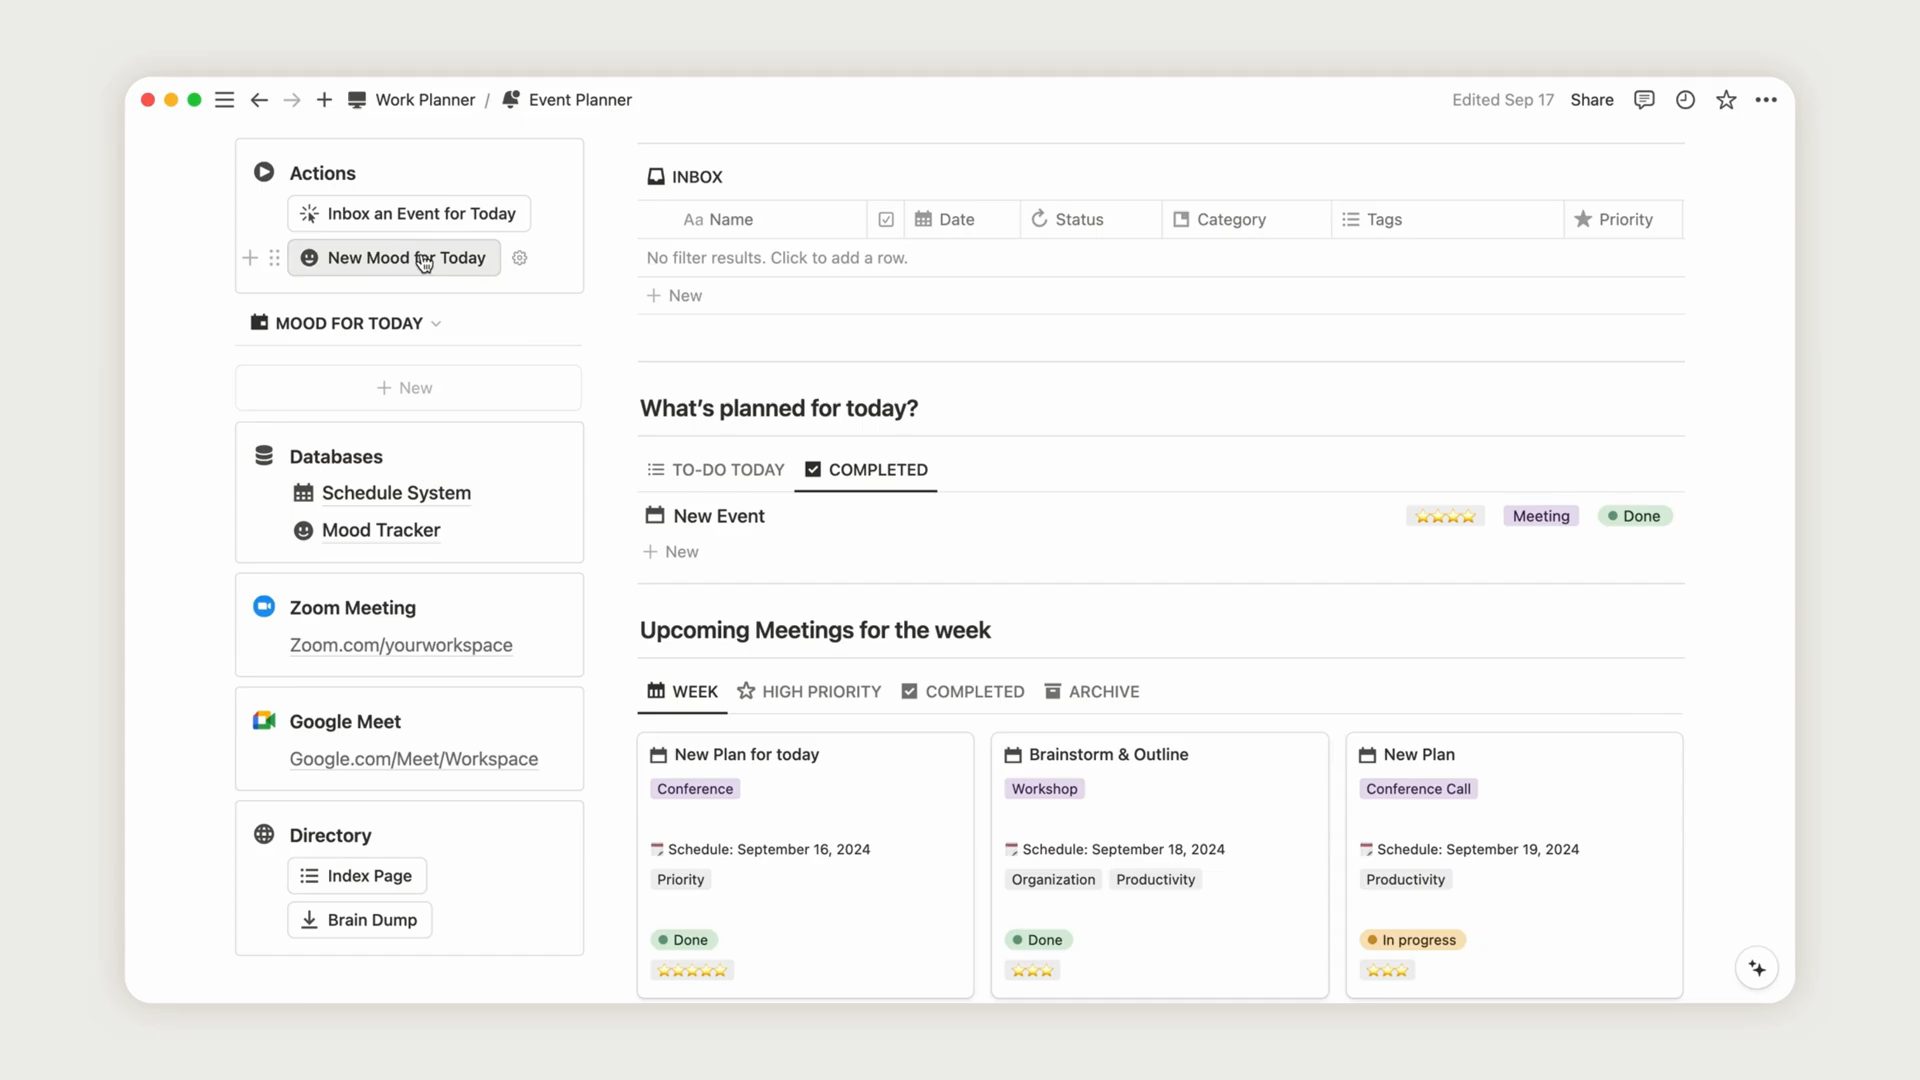 Work Planner / Event Planner
Edited Sep 17 Share
Actions
Inbox an Event for Today
New Mood for Today
MOOD FOR TODAY
New
Databases
Schedule System
Mood Tracker
Zoom Meeting
Zoom.com/yourworkspace
Google Meet
Google.com/Meet/Workspace
Directory
Index Page
Brain Dump
INBOX
Aa Name Date Status Category Tags Priority
No filter results. Click to add a row.
New
What’s planned for today?
TO-DO TODAY COMPLETED
New Event Meeting Done
New
Upcoming Meetings for the week
WEEK HIGH PRIORITY COMPLETED ARCHIVE
New Plan for today
Conference
Schedule: September 16, 2024
Priority
Done
Brainstorm & Outline
Workshop
Schedule: September 18, 2024
Organization Productivity
Done
New Plan
Conference Call
Schedule: September 19, 2024
Productivity
In progress